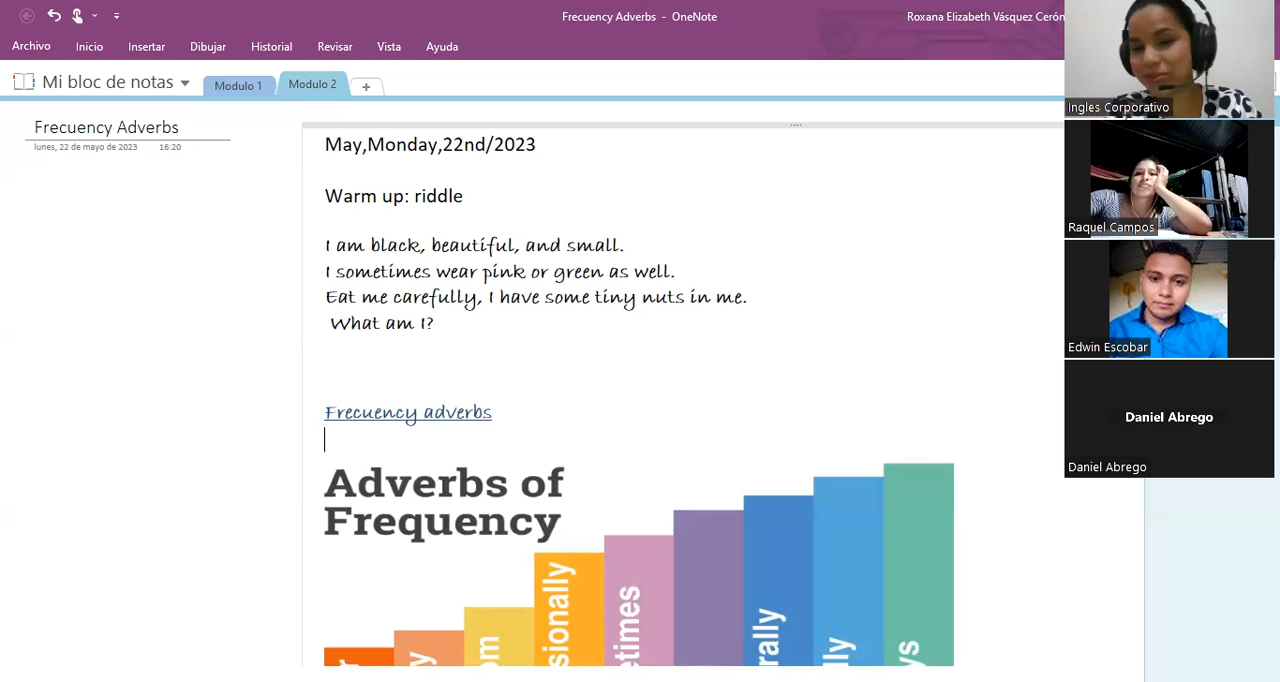 Frecuency Adverbs - OneNote
Roxana Elizabeth Vásquez Cerón
Archivo Inicio Insertar Dibujar Historial Revisar Vista Ayuda
Mi bloc de notas Modulo 1 Modulo 2 +
Frecuency Adverbs
lunes, 22 de mayo de 2023 16:20
May,Monday,22nd/2023
Warm up: riddle
I am black, beautiful, and small.
I sometimes wear pink or green as well.
Eat me carefully, I have some tiny nuts in me.
What am I?
Frecuency adverbs
Adverbs of
Frequency
sionally
etimes
rally
Ingles Corporativo
Raquel Campos
Edwin Escobar
Daniel Abrego
Daniel Abrego